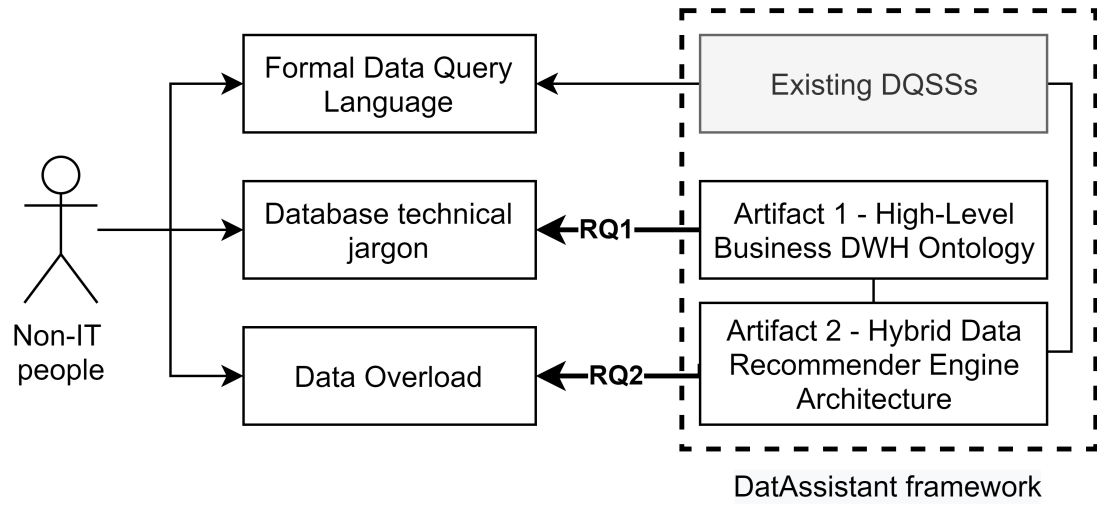 Formal Data Query
Language
Existing DQSSs
Database technical
jargon
RQ1
Artifact 1 - High-Level
Business DWH Ontology
Non-IT
people
Data Overload
RQ2
Artifact 2 - Hybrid Data
Recommender Engine
Architecture
DatAssistant framework